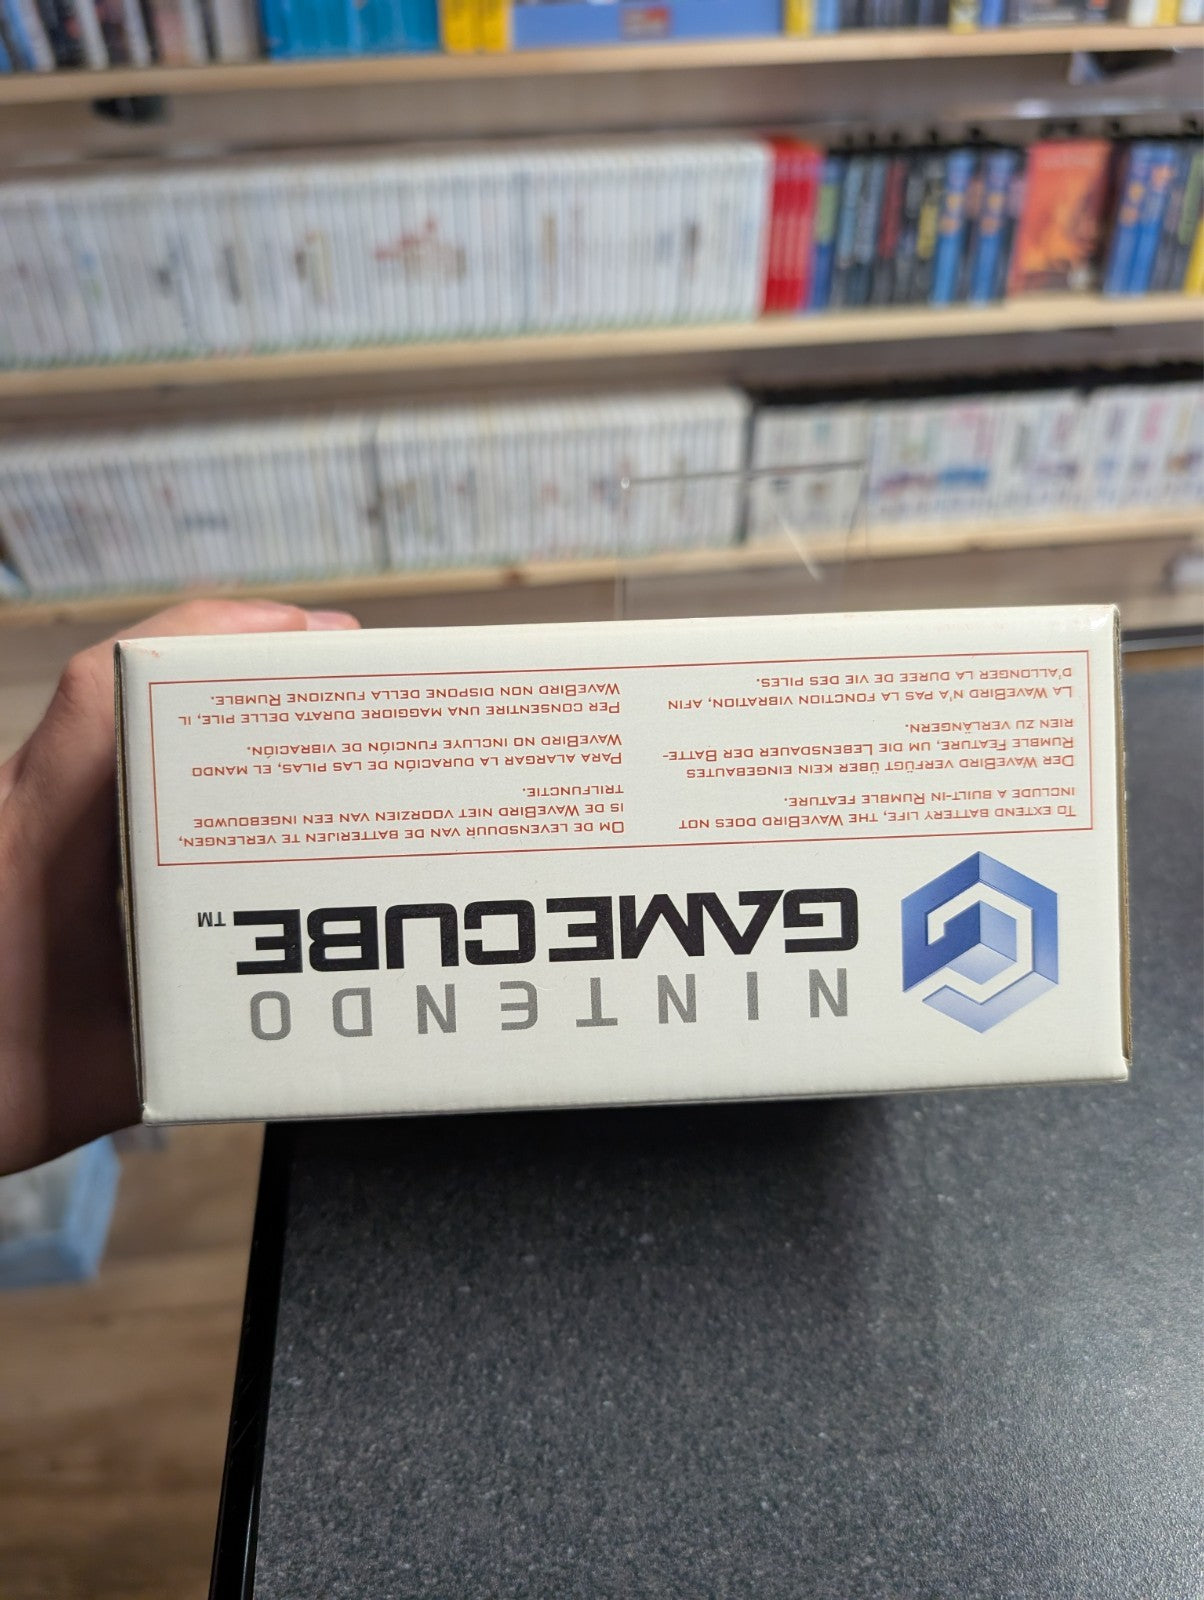 NINTENDO
GAMECUBE™
TO EXTEND BATTERY LIFE, THE WAVEBIRD DOES NOT
INCLUDE A BUILT-IN RUMBLE FEATURE.
DER WAVEBIRD VERFÜGT ÜBER KEIN EINGEBAUTES
RUMBLE FEATURE, UM DIE LEBENSDAUER DER BATTE-
RIEN ZU VERLÄNGERN.
LA WAVEBIRD N'A PAS LA FONCTION VIBRATION, AFIN
D'ALLONGER LA DUREE DE VIE DES PILES.
OM DE LEVENSDUUR VAN DE BATTERIJEN TE VERLENGEN,
IS DE WAVEBIRD NIET VOORZIEN VAN EEN INGEBOUWDE
TRILFUNCTIE.
PARA ALARGAR LA DURACIÓN DE LAS PILAS, EL MANDO
WAVEBIRD NO INCLUYE FUNCIÓN DE VIBRACIÓN.
PER CONSENTIRE UNA MAGGIORE DURATA DELLE PILE, IL
WAVEBIRD NON DISPONE DELLA FUNZIONE RUMBLE.